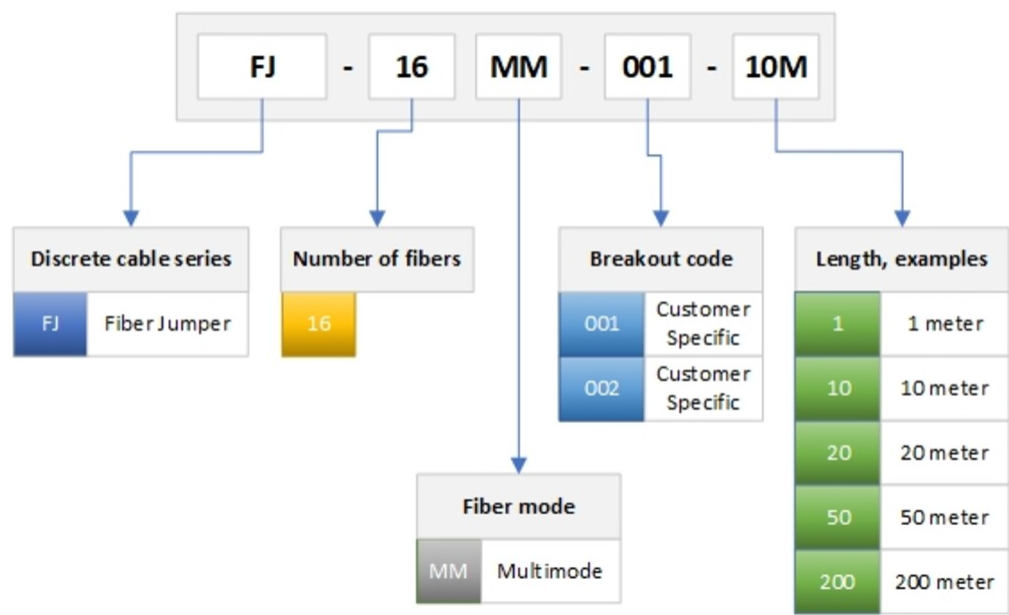 FJ - 16 MM - 001 - 10M
Discrete cable series
FJ Fiber Jumper
Number of fibers
16
Fiber mode
MM Multimode
Breakout code
001 Customer
Specific
002 Customer
Specific
Length, examples
1 1 meter
10 10 meter
20 20 meter
50 50 meter
200 200 meter